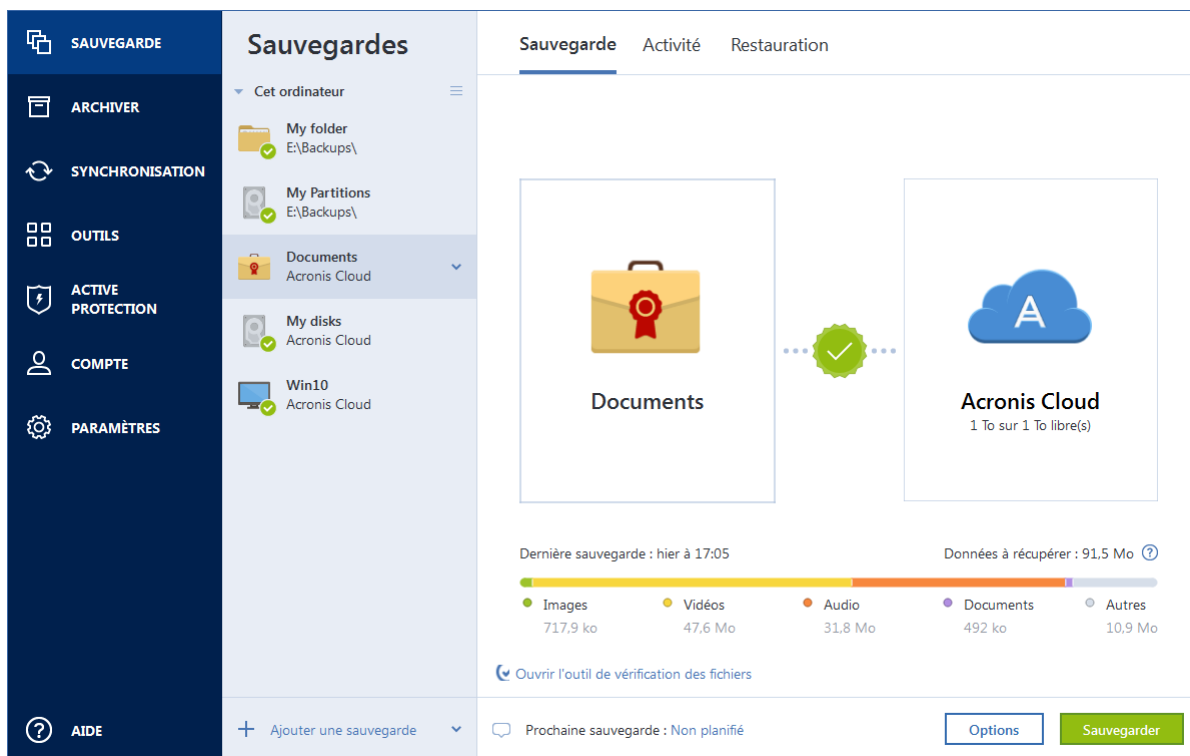 SAUVEGARDE
ARCHIVER
SYNCHRONISATION
OUTILS
ACTIVE
PROTECTION
COMPTE
PARAMÈTRES
AIDE
Sauvegardes
Cet ordinateur
My folder
E:\Backups\
My Partitions
E:\Backups\
Documents
Acronis Cloud
My disks
Acronis Cloud
Win10
Acronis Cloud
Ajouter une sauvegarde
Sauvegarde Activité Restauration
Documents
A
Acronis Cloud
1 To sur 1 To libre(s)
Dernière sauvegarde : hier à 17:05 Données à récupérer : 91,5 Mo ?
Images Vidéos Audio Documents Autres
717,9 ko 47,6 Mo 31,8 Mo 492 ko 10,9 Mo
Ouvrir l'outil de vérification des fichiers
Prochaine sauvegarde : Non planifié Options Sauvegarder